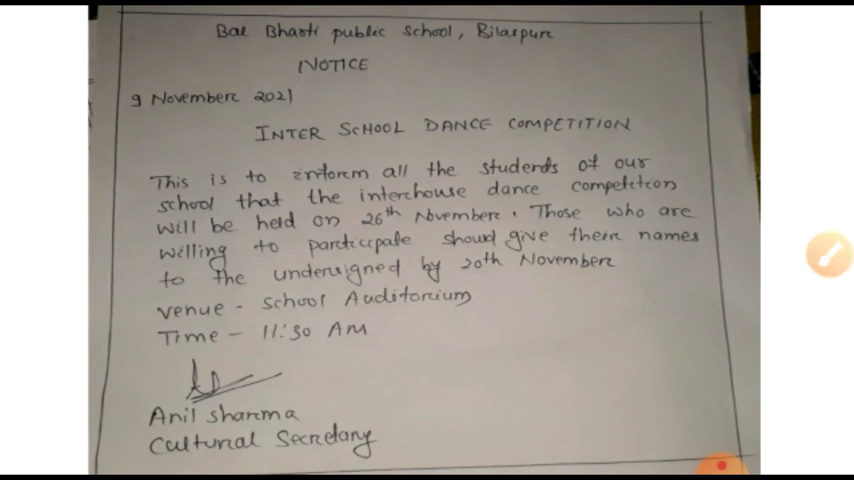 Bal Bharti public School, Bilaspur
NOTICE
9 November 2021
INTER SCHOOL DANCE COMPETITION
This is to inform all the students of our
school that the interhouse dance competition
will be held on 26th November. Those who are
willing to participate should give their names
to the undersigned by 20th November
Venue - School Auditorium
Time - 11:30 AM
Anil Sharma
Cultural Secretary